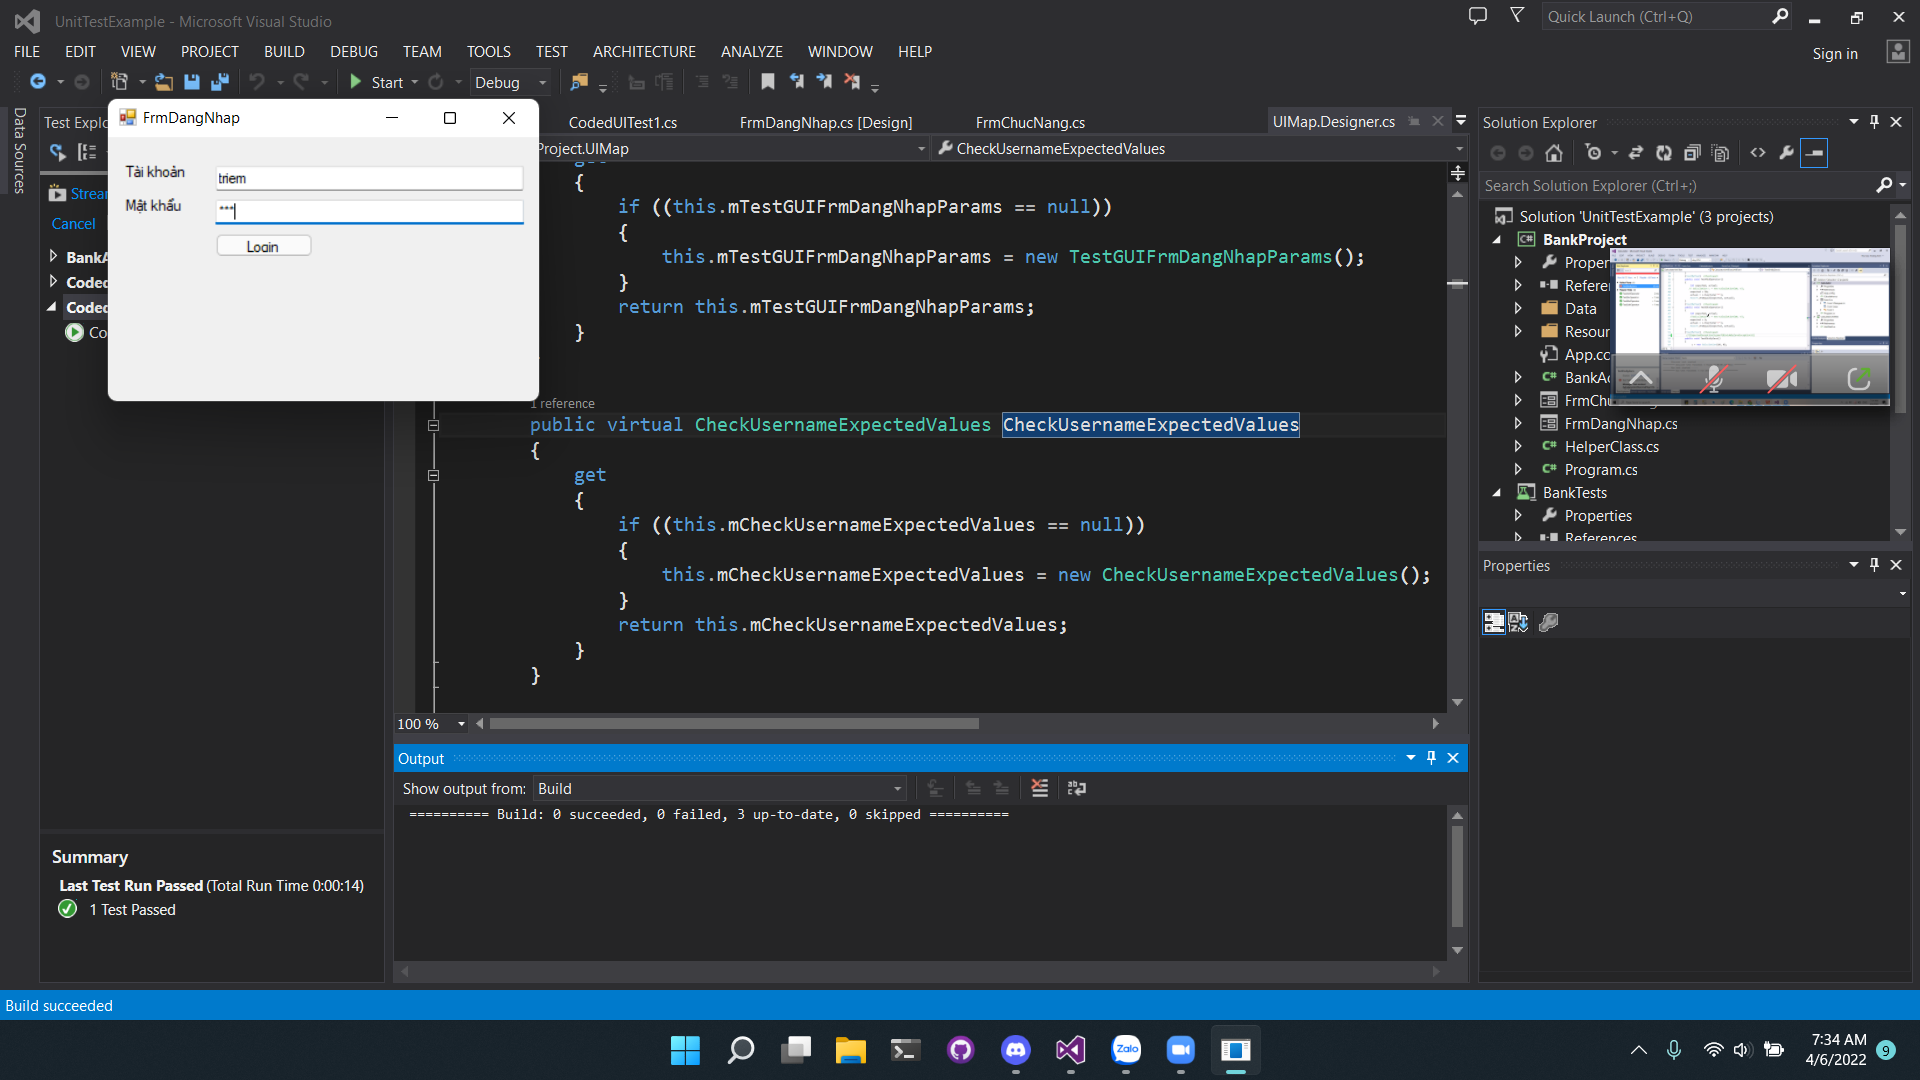 UnitTestExample - Microsoft Visual Studio
Quick Launch (Ctrl+Q)
FILE EDIT VIEW PROJECT BUILD DEBUG TEAM TOOLS TEST ARCHITECTURE ANALYZE WINDOW HELP
Sign in
Start Debug
Data Sources
Test Explo
FrmDangNhap
Tài khoản
triem
Mật khẩu
***
Login
Strea
Cancel
BankA
Coded
Coded
Co
CodedUITest1.cs FrmDangNhap.cs [Design] FrmChucNang.cs UIMap.Designer.cs
Project.UIMap CheckUsernameExpectedValues
{
if ((this.mTestGUIFrmDangNhapParams == null))
{
this.mTestGUIFrmDangNhapParams = new TestGUIFrmDangNhapParams();
}
return this.mTestGUIFrmDangNhapParams;
}
1 reference
public virtual CheckUsernameExpectedValues CheckUsernameExpectedValues
{
get
{
if ((this.mCheckUsernameExpectedValues == null))
{
this.mCheckUsernameExpectedValues = new CheckUsernameExpectedValues();
}
return this.mCheckUsernameExpectedValues;
}
}
100 %
Output
Show output from: Build
========== Build: 0 succeeded, 0 failed, 3 up-to-date, 0 skipped ==========
Summary
Last Test Run Passed (Total Run Time 0:00:14)
1 Test Passed
Solution Explorer
Search Solution Explorer (Ctrl+;)
Solution 'UnitTestExample' (3 projects)
BankProject
Proper
Referer
Data
Resour
App.cc
BankAc
FrmChu
FrmDangNhap.cs
HelperClass.cs
Program.cs
BankTests
Properties
References
Properties
Build succeeded
Zalo
7:34 AM
4/6/2022
9